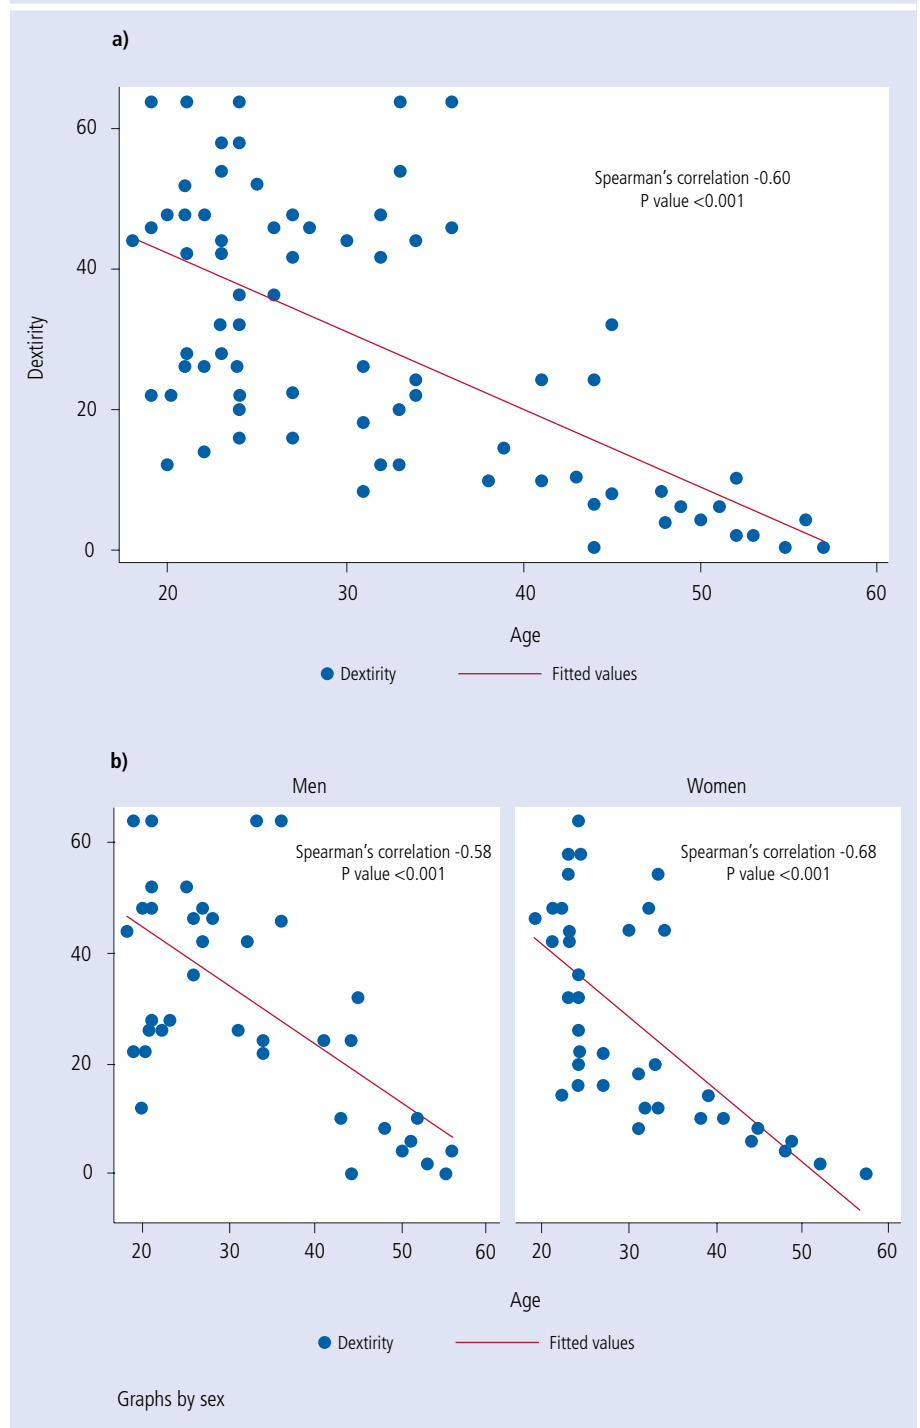 a)
60
40
20
0
Dextirity
Spearman's correlation -0.60
P value <0.001
20 30 40 50 60
Age
Dextirity Fitted values
b)
Men Women
60
40
20
0
Spearman's correlation -0.58
P value <0.001
Spearman's correlation -0.68
P value <0.001
20 30 40 50 60 20 30 40 50 60
Age
Dextirity Fitted values
Graphs by sex